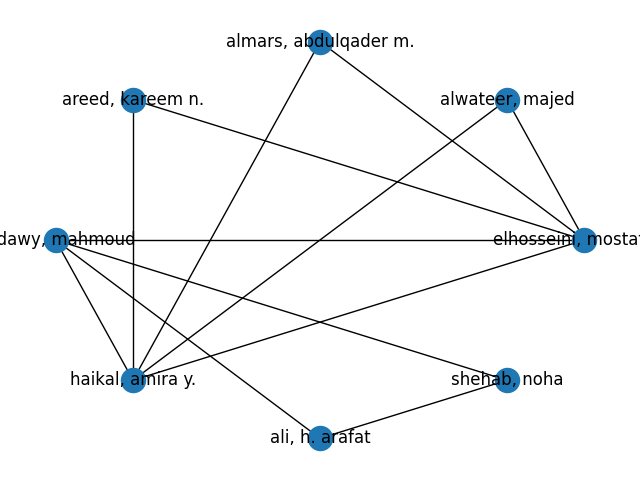 almars, abdulqader m.
areed, kareem n.
alwateer, majed
dawy, mahmoud
elhosseini, mostaf
haikal, amira y.
shehab, noha
ali, h. arafat